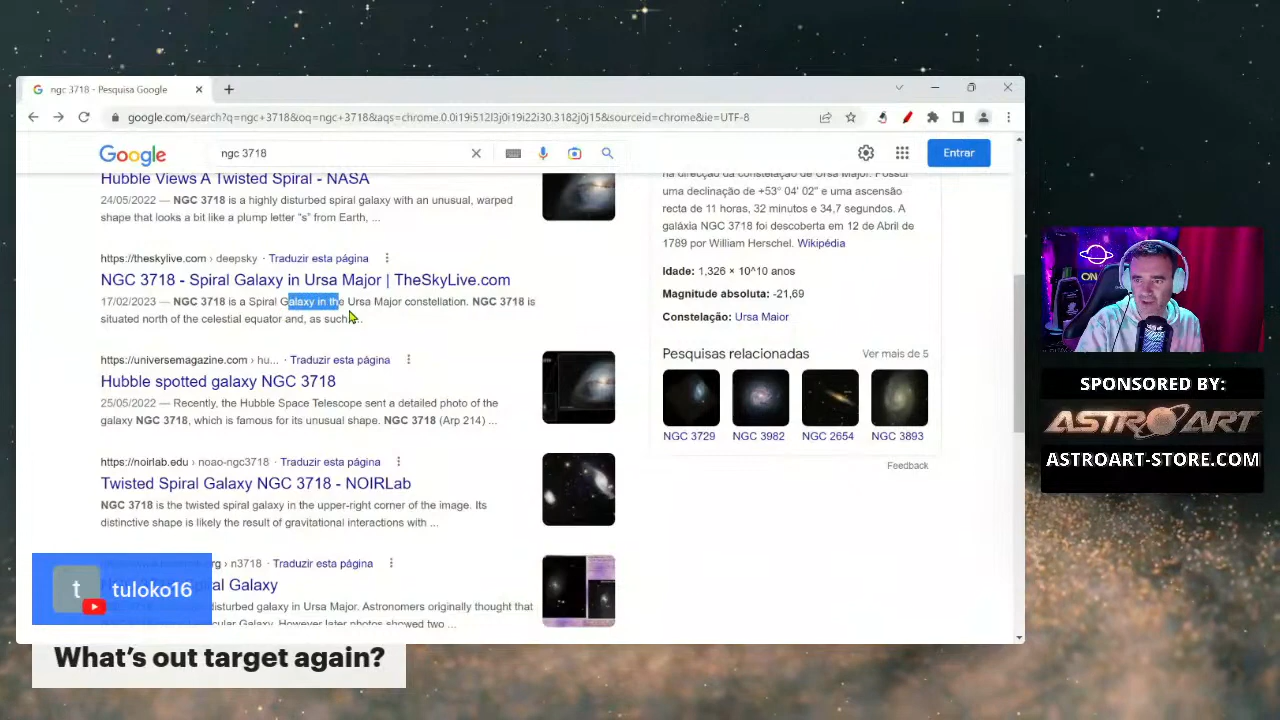 ngc 3718 - Pesquisa Google
google.com/search?q=ngc+3718&oq=ngc+3718&aqs=chrome.0.0i19i512l3j0i19i22i30.3182j0j15&sourceid=chrome&ie=UTF-8
Google
ngc 3718
Entrar
Hubble Views A Twisted Spiral - NASA
24/05/2022 — NGC 3718 is a highly disturbed spiral galaxy with an unusual, warped
shape that looks a bit like a plump letter “s” from Earth, ...
https://theskylive.com › deepsky · Traduzir esta página
NGC 3718 - Spiral Galaxy in Ursa Major | TheSkyLive.com
17/02/2023 — NGC 3718 is a Spiral Galaxy in the Ursa Major constellation. NGC 3718 is
situated north of the celestial equator and, as such, ...
https://universemagazine.com › hu... · Traduzir esta página
Hubble spotted galaxy NGC 3718
25/05/2022 — Recently, the Hubble Space Telescope sent a detailed photo of the
galaxy NGC 3718, which is famous for its unusual shape. NGC 3718 (Arp 214) ...
https://noirlab.edu › noao-ngc3718 · Traduzir esta página
Twisted Spiral Galaxy NGC 3718 - NOIRLab
NGC 3718 is the twisted spiral galaxy in the upper-right corner of the image. Its
distinctive shape is likely the result of gravitational interactions with ...
› n3718 · Traduzir esta página
Galaxy
disturbed galaxy in Ursa Major. Astronomers originally thought that
Galaxy. However later photos showed two ...
na direcção da constelação de Ursa Major. Possui
uma declinação de +53° 04' 02" e uma ascensão
recta de 11 horas, 32 minutos e 34,7 segundos. A
galáxia NGC 3718 foi descoberta em 12 de Abril de
1789 por William Herschel. Wikipédia
Idade: 1,326 × 10^10 anos
Magnitude absoluta: -21,69
Constelação: Ursa Maior
Pesquisas relacionadas
Ver mais de 5
NGC 3729
NGC 3982
NGC 2654
NGC 3893
Feedback
ON
SPONSORED BY:
ASTROART
ASTROART-STORE.COM
t
tuloko16
What’s out target again?